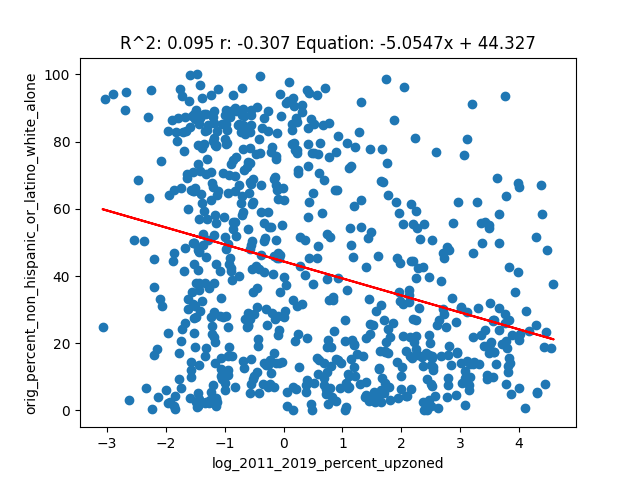 R^2: 0.095 r: -0.307 Equation: -5.0547x + 44.327
100
80
60
40
20
0
orig_percent_non_hispanic_or_latino_white_alone
−3 −2 −1 0 1 2 3 4
log_2011_2019_percent_upzoned